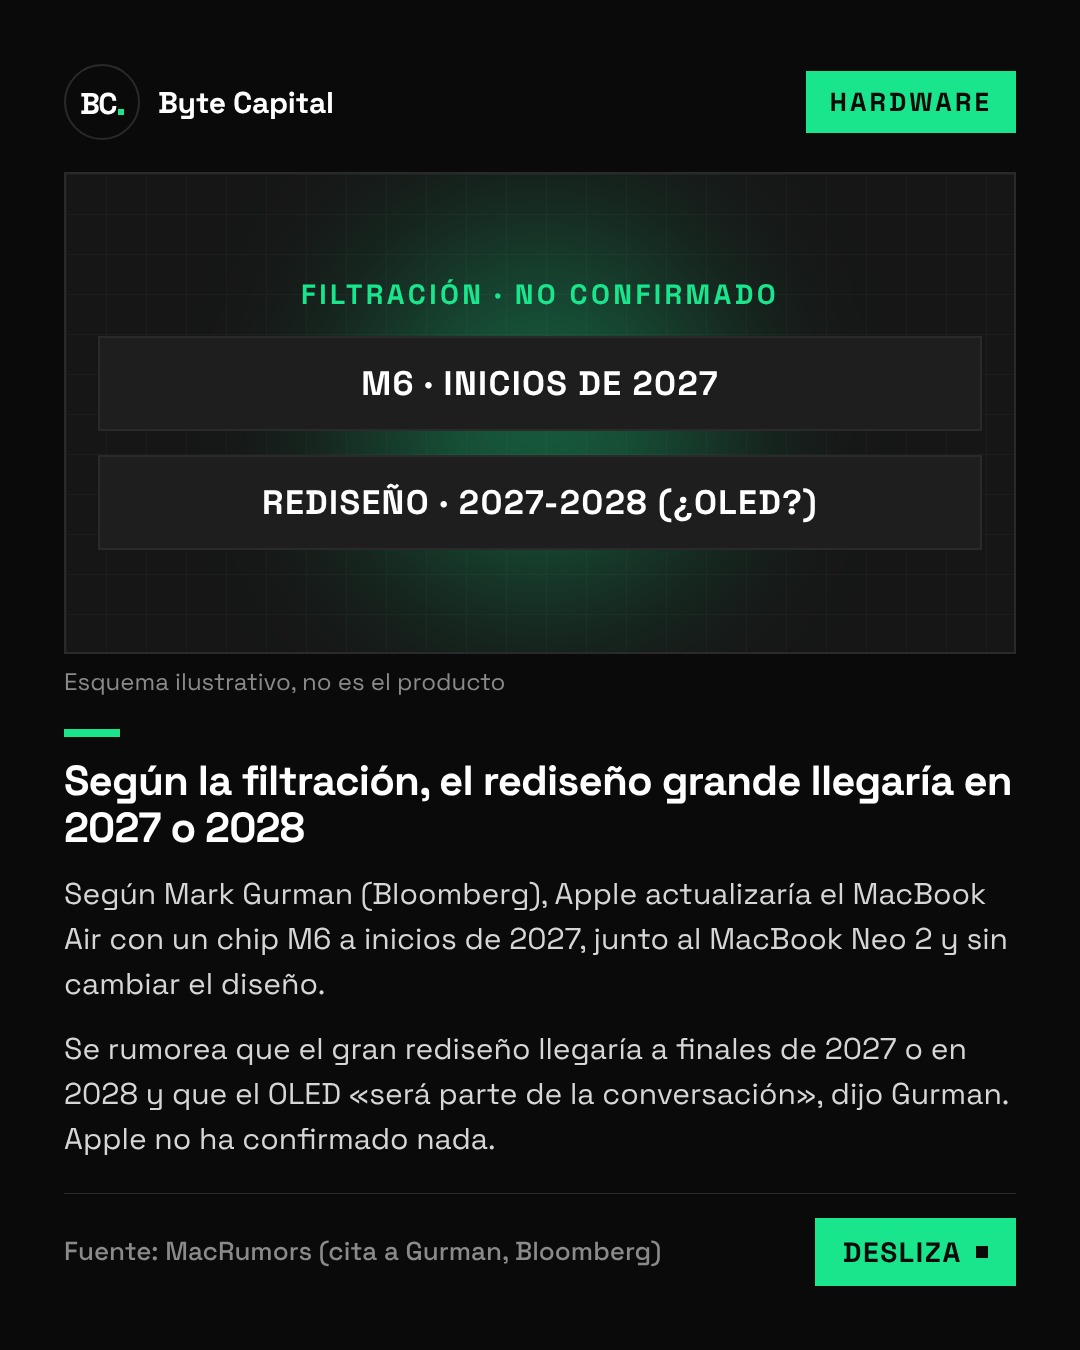 BC.
Byte Capital
HARDWARE
FILTRACIÓN · NO CONFIRMADO
M6 · INICIOS DE 2027
REDISEÑO · 2027-2028 (¿OLED?)
Esquema ilustrativo, no es el producto
Según la filtración, el rediseño grande llegaría en
2027 o 2028
Según Mark Gurman (Bloomberg), Apple actualizaría el MacBook
Air con un chip M6 a inicios de 2027, junto al MacBook Neo 2 y sin
cambiar el diseño.
Se rumorea que el gran rediseño llegaría a finales de 2027 o en
2028 y que el OLED «será parte de la conversación», dijo Gurman.
Apple no ha confirmado nada.
Fuente: MacRumors (cita a Gurman, Bloomberg)
DESLIZA